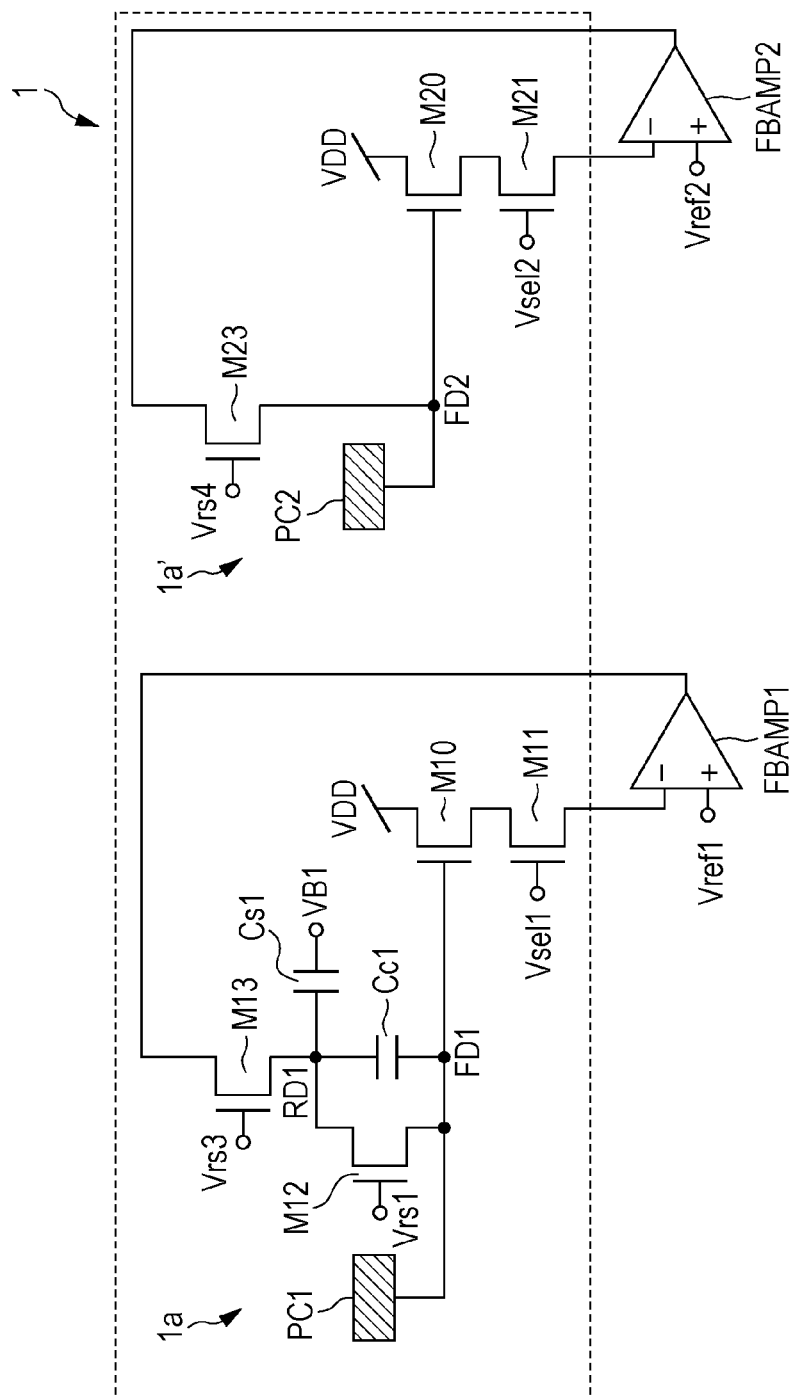 1
1a
PC1
M12
Vrs1
Vrs3
M13
RD1
Cs1
VB1
Cc1
FD1
VDD
M10
M11
Vsel1
Vref1
−
+
FBAMP1
1a'
PC2
Vrs4
M23
FD2
VDD
M20
M21
Vsel2
Vref2
−
+
FBAMP2